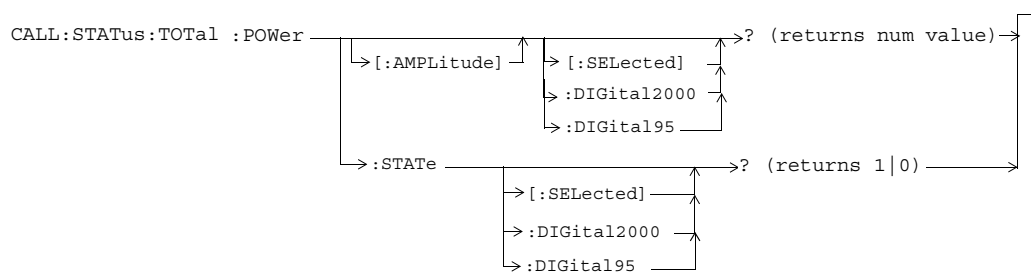 CALL:STATus:TOTal :POWer ? (returns num value)
[:AMPLitude] [:SELected]
:DIGital2000
:DIGital95
:STATe ? (returns 1|0)
[:SELected]
:DIGital2000
:DIGital95